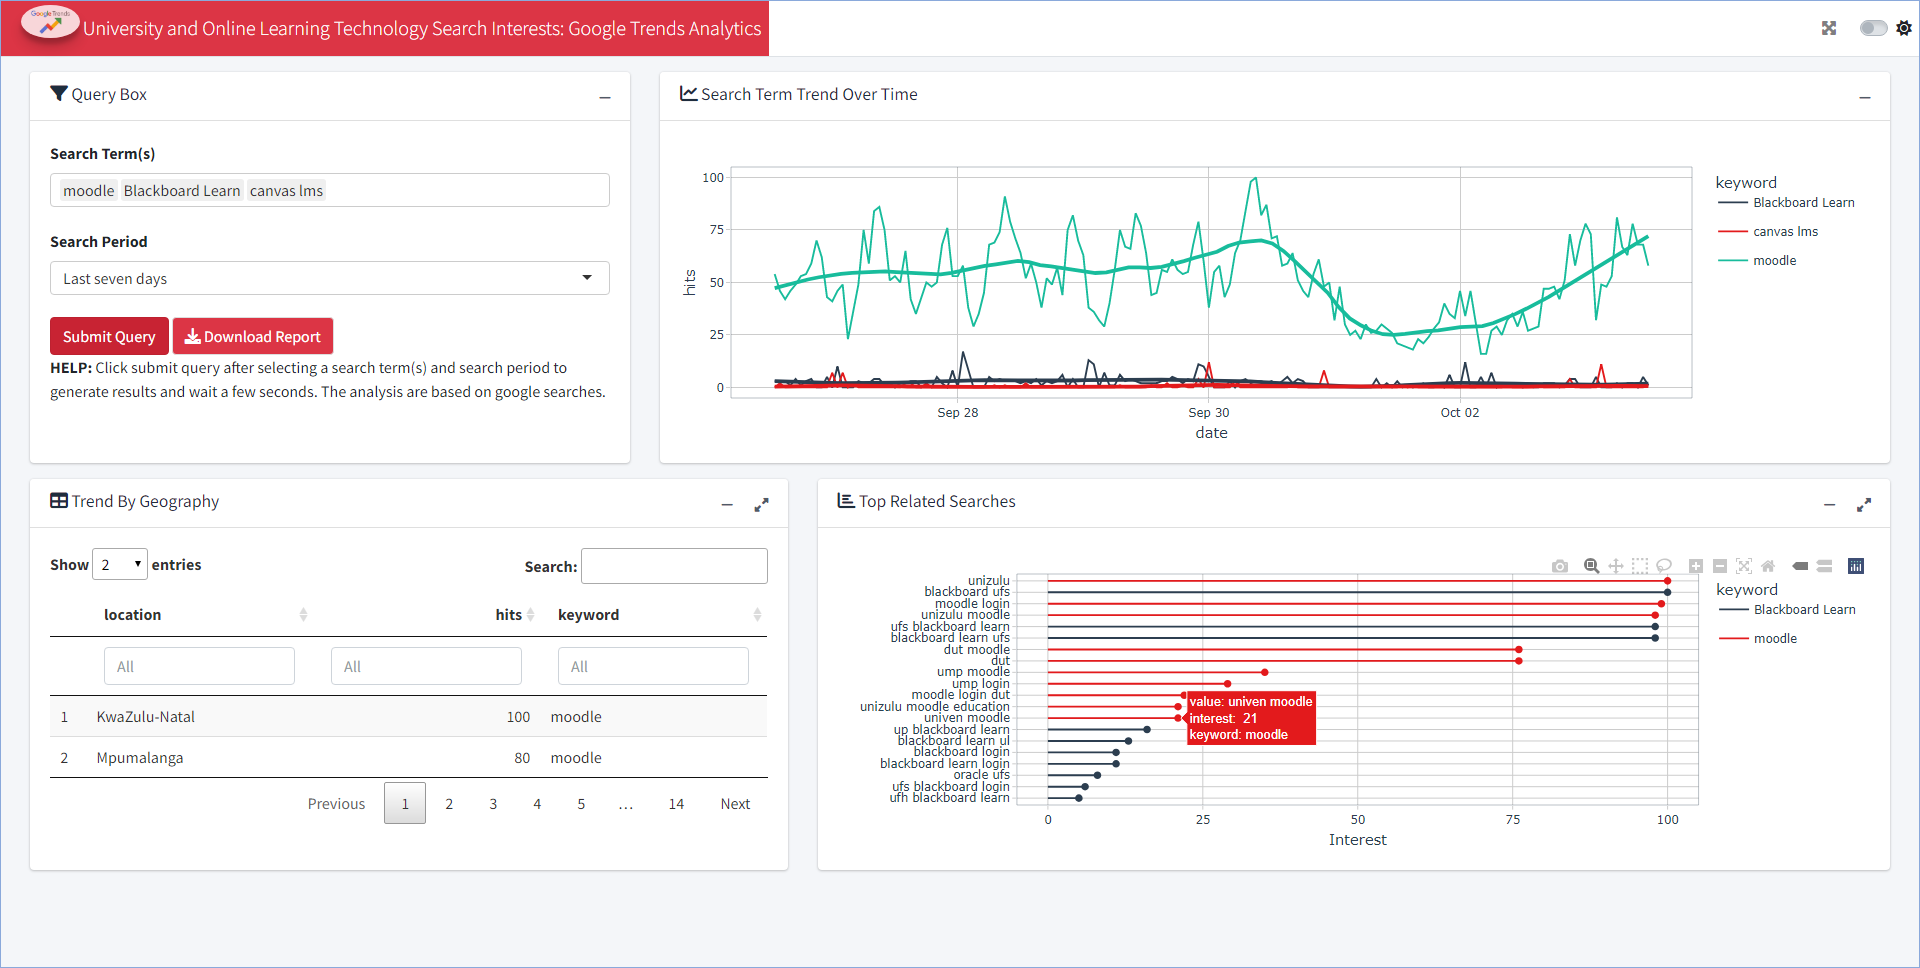 Google Trends
University and Online Learning Technology Search Interests: Google Trends Analytics
Query Box
Search Term(s)
moodle Blackboard Learn canvas lms
Search Period
Last seven days
Submit Query Download Report
HELP: Click submit query after selecting a search term(s) and search period to
generate results and wait a few seconds. The analysis are based on google searches.
Search Term Trend Over Time
100
75
50
25
0
hits
Sep 28 Sep 30 Oct 02
date
keyword
Blackboard Learn
canvas lms
moodle
Trend By Geography
Show 2 entries
Search:
location hits keyword
All All All
1 KwaZulu-Natal 100 moodle
2 Mpumalanga 80 moodle
Previous 1 2 3 4 5 ... 14 Next
Top Related Searches
unizulu
blackboard ufs
moodle login
unizulu moodle
ufs blackboard learn
blackboard learn ufs
dut moodle
dut
ump moodle
ump login
moodle login dut
unizulu moodle education
univen moodle
up blackboard learn
blackboard learn ul
blackboard login
blackboard learn login
oracle ufs
ufs blackboard login
ufh blackboard learn
value: univen moodle
interest: 21
keyword: moodle
0 25 50 75 100
Interest
keyword
Blackboard Learn
moodle